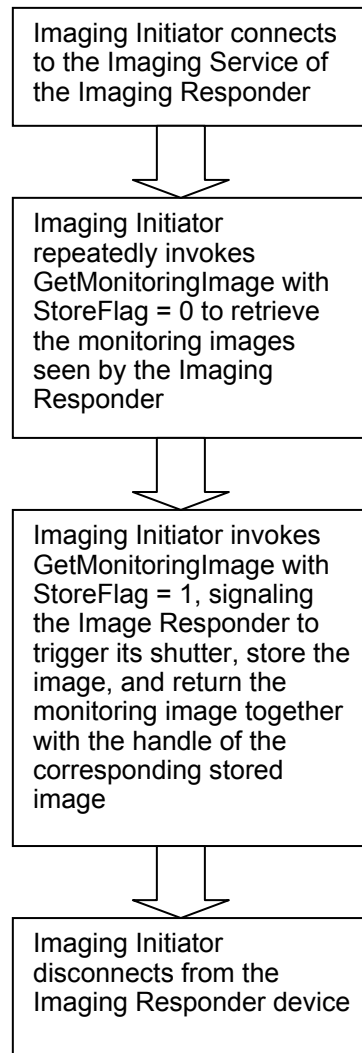 Imaging Initiator connects
to the Imaging Service of
the Imaging Responder
Imaging Initiator
repeatedly invokes
GetMonitoringImage with
StoreFlag = 0 to retrieve
the monitoring images
seen by the Imaging
Responder
Imaging Initiator invokes
GetMonitoringImage with
StoreFlag = 1, signaling
the Image Responder to
trigger its shutter, store the
image, and return the
monitoring image together
with the handle of the
corresponding stored
image
Imaging Initiator
disconnects from the
Imaging Responder device